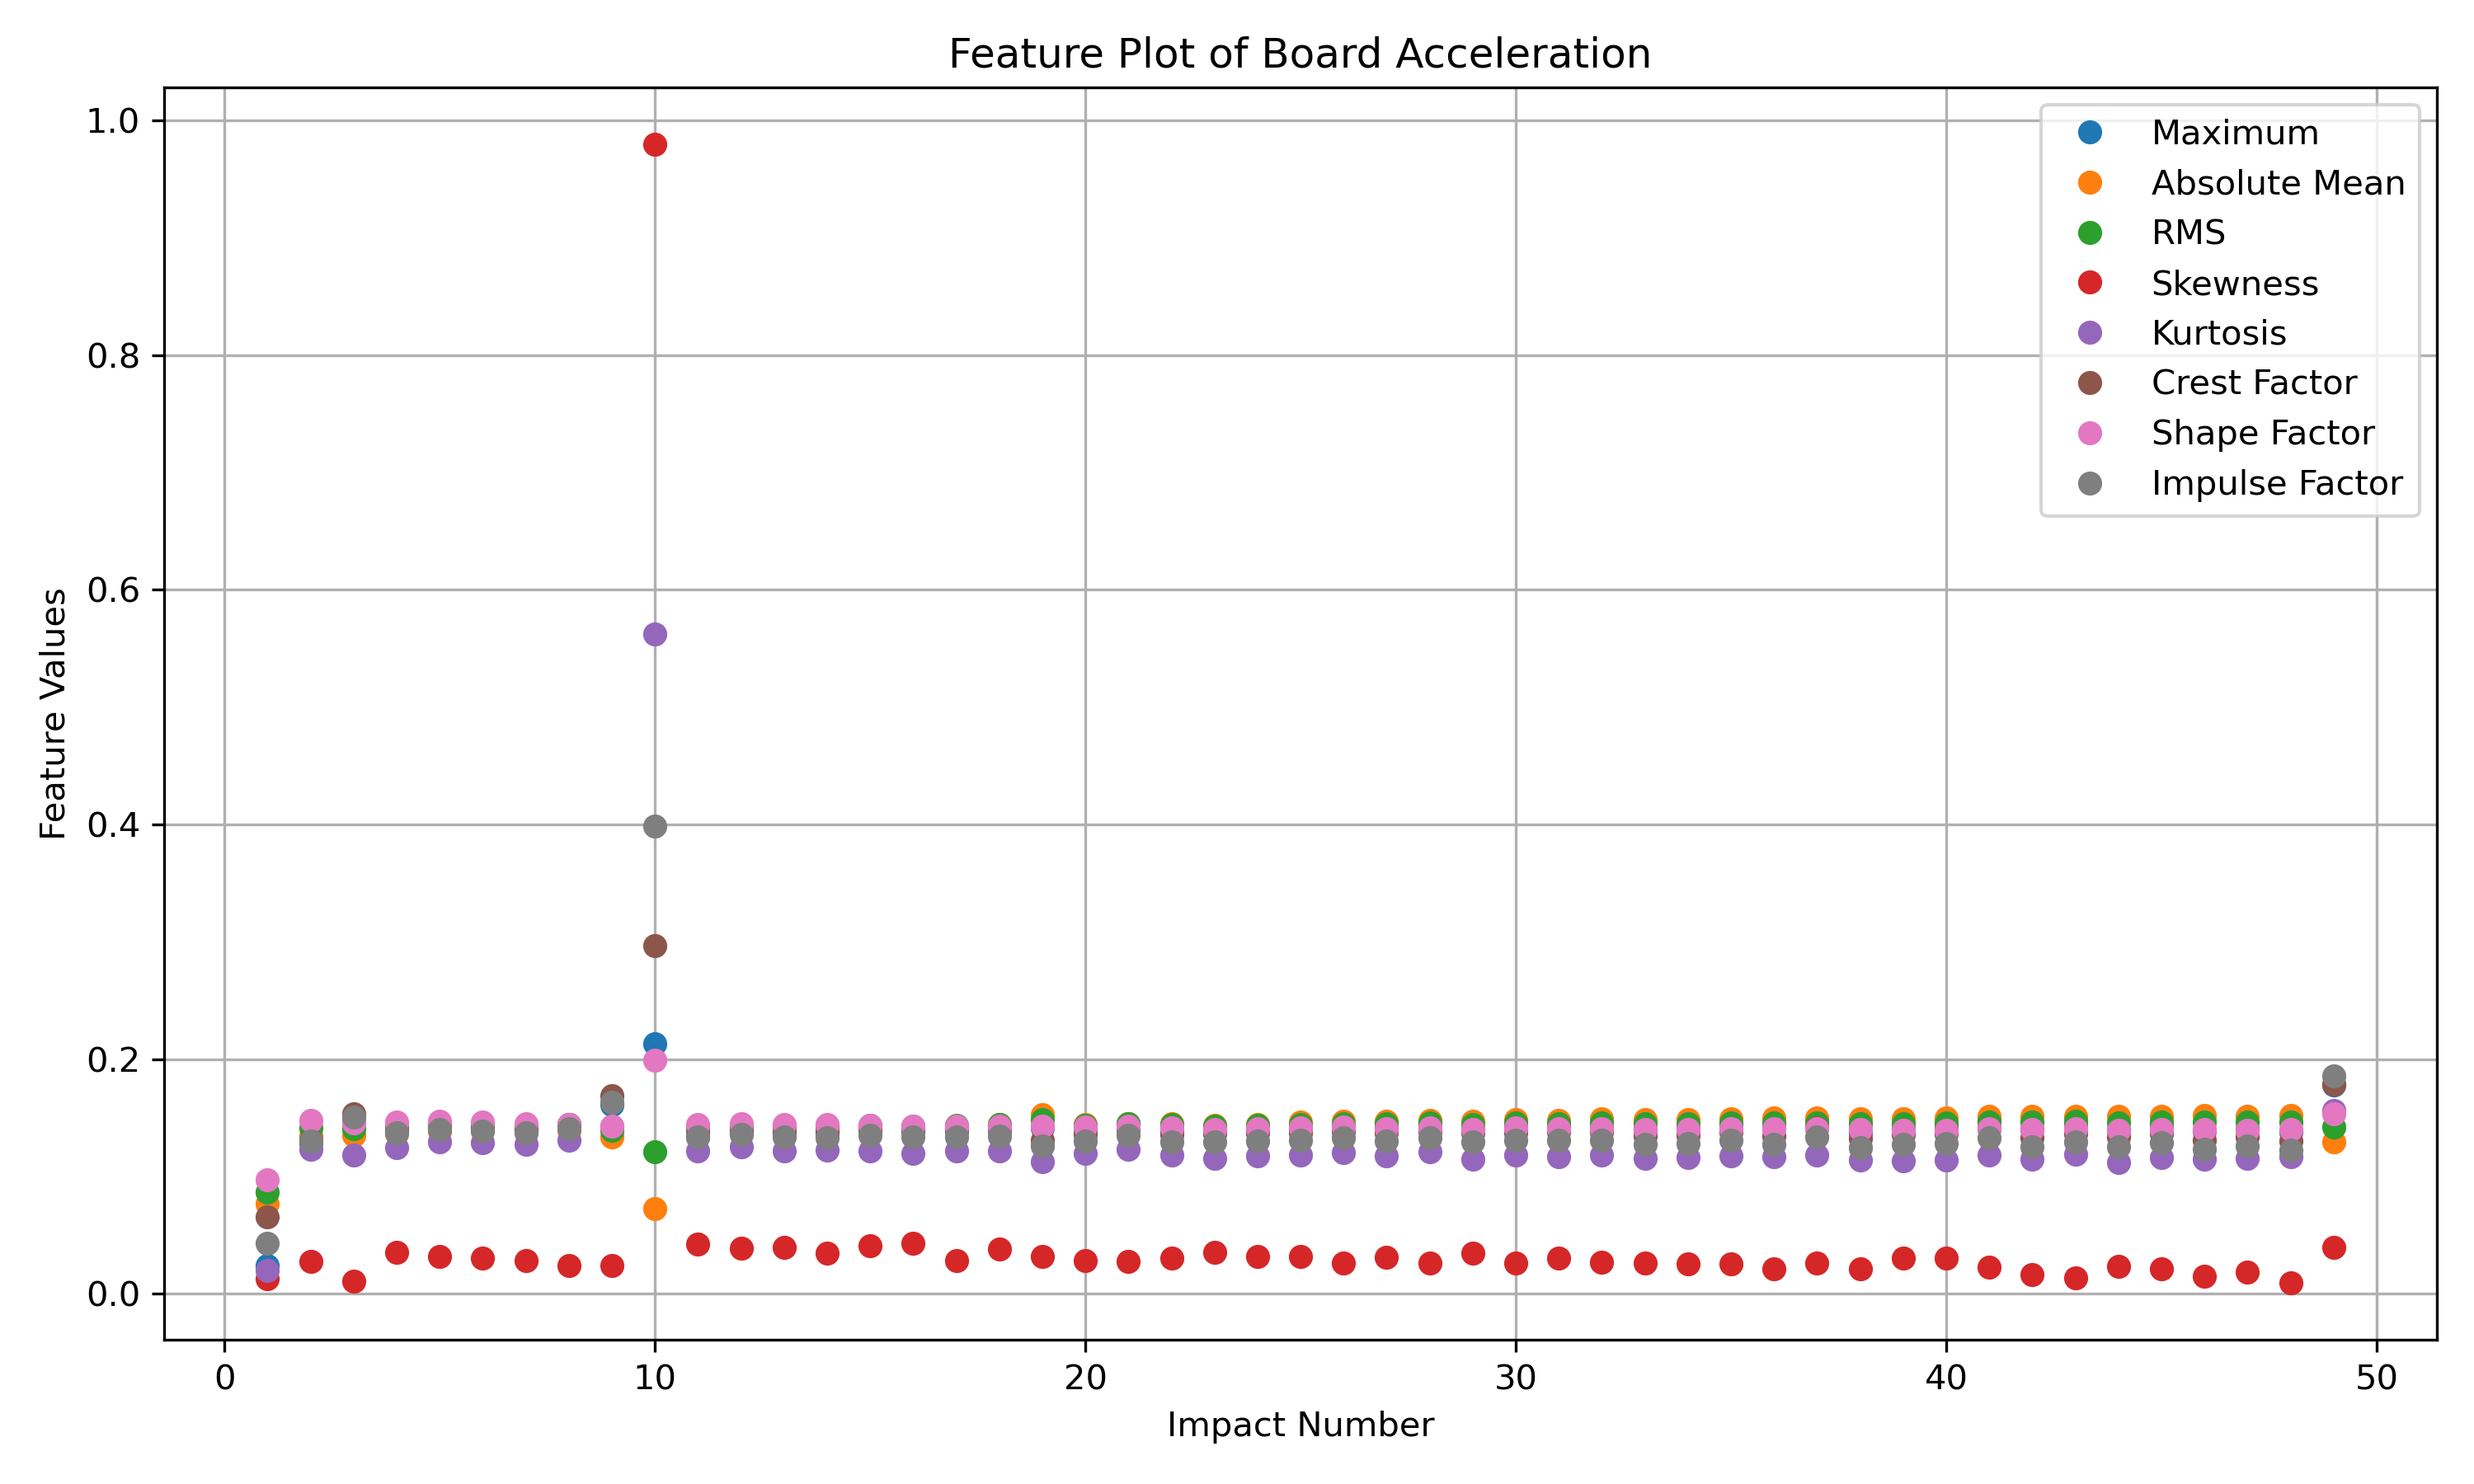 Feature Plot of Board Acceleration
1.0
0.8
0.6
0.4
0.2
0.0
Feature Values
Maximum
Absolute Mean
RMS
Skewness
Kurtosis
Crest Factor
Shape Factor
Impulse Factor
0 10 20 30 40 50
Impact Number